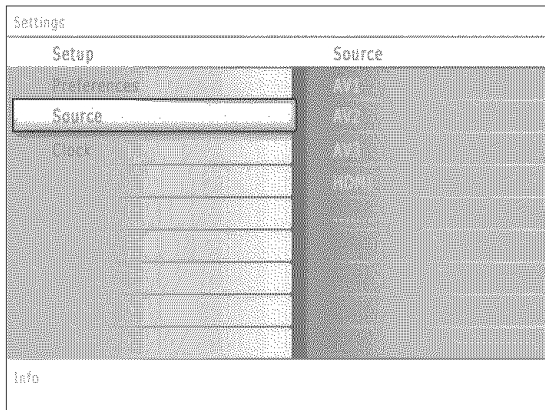 Settings
Setup
Source
Preferences
AV1
Source
AV2
Clock
AV3
HDMI
........
Info